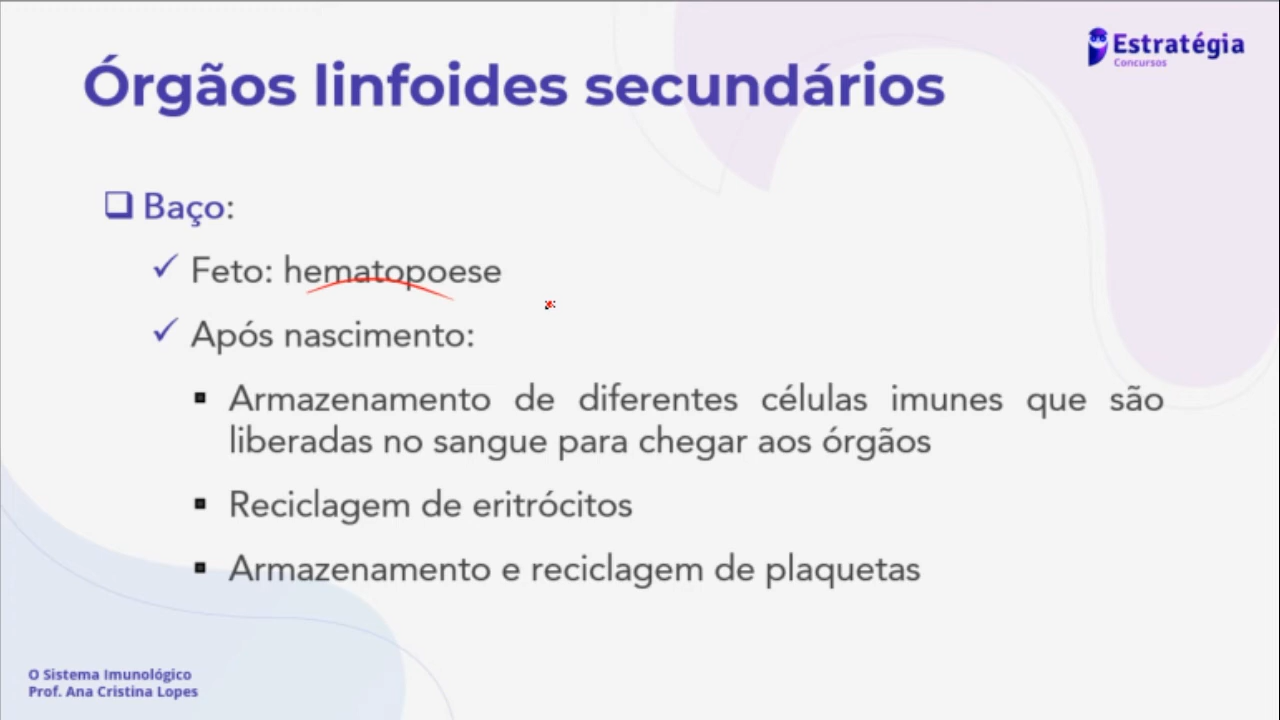 Estratégia
Concursos
Órgãos linfoides secundários
Baço:
Feto: hematopoese
Após nascimento:
Armazenamento de diferentes células imunes que são
liberadas no sangue para chegar aos órgãos
Reciclagem de eritrócitos
Armazenamento e reciclagem de plaquetas
O Sistema Imunológico
Prof. Ana Cristina Lopes